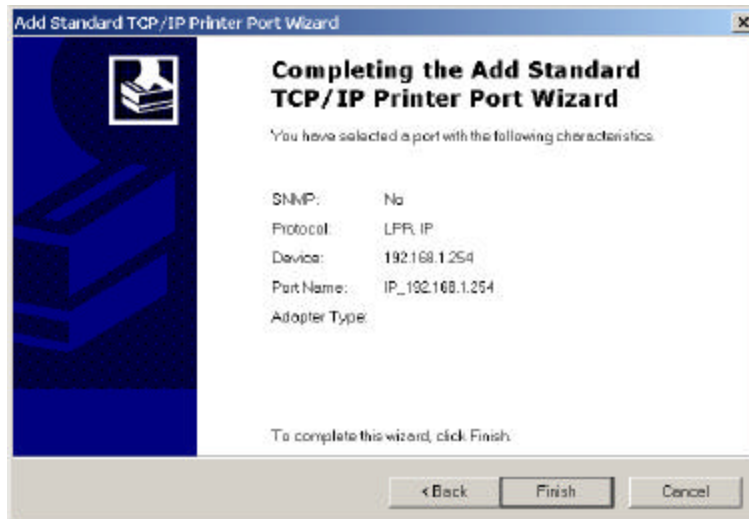 Add Standard TCP/IP Printer Port Wizard
Completing the Add Standard
TCP/IP Printer Port Wizard
You have selected a port with the following characteristics.
SNMP: No
Protocol: LPR, IP
Device: 192.168.1.254
Port Name: IP_192.168.1.254
Adapter Type:
To complete this wizard, click Finish.
< Back Finish Cancel